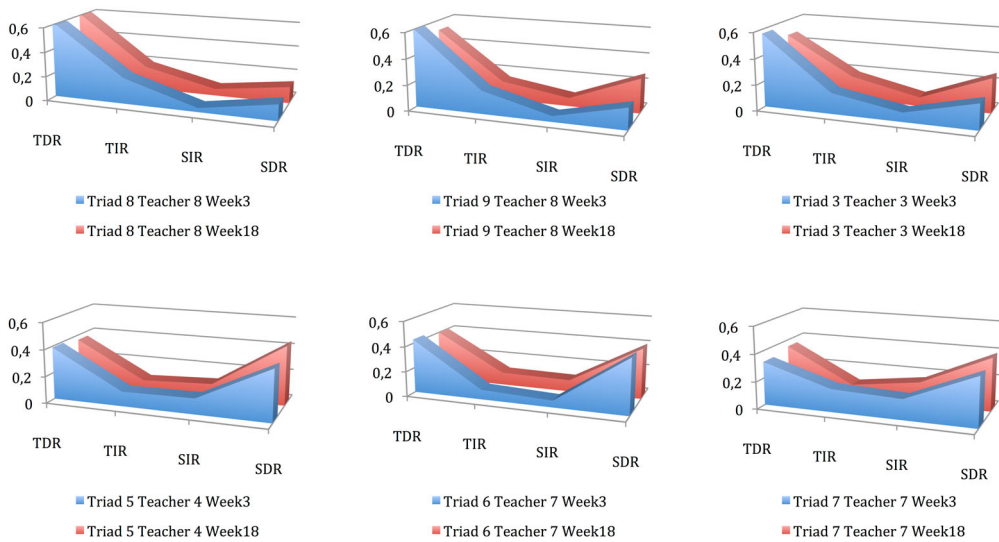 0,6
0,4
0,2
0
TDR
TIR
SIR
SDR
Triad 8 Teacher 8 Week3
Triad 8 Teacher 8 Week18
0,6
0,4
0,2
0
TDR
TIR
SIR
SDR
Triad 9 Teacher 8 Week3
Triad 9 Teacher 8 Week18
0,6
0,4
0,2
0
TDR
TIR
SIR
SDR
Triad 3 Teacher 3 Week3
Triad 3 Teacher 3 Week18
0,6
0,4
0,2
0
TDR
TIR
SIR
SDR
Triad 5 Teacher 4 Week3
Triad 5 Teacher 4 Week18
0,6
0,4
0,2
0
TDR
TIR
SIR
SDR
Triad 6 Teacher 7 Week3
Triad 6 Teacher 7 Week18
0,6
0,4
0,2
0
TDR
TIR
SIR
SDR
Triad 7 Teacher 7 Week3
Triad 7 Teacher 7 Week18